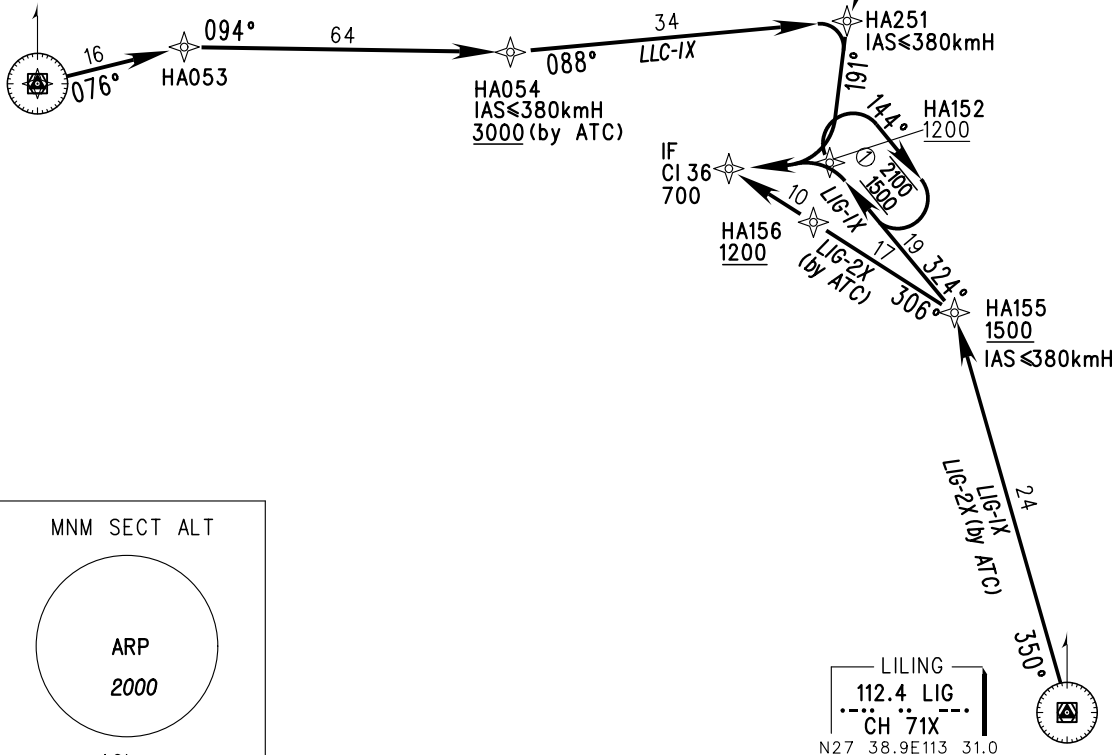 HA251
IAS≤380kmH
094°
64
34
16
076°
HA053
088°
LLC-1X
191°
HA054
IAS≤380kmH
3000 (by ATC)
144°
HA152
1200
IF
CI 36
700
1
2100
1500
10
LIG-1X
HA156
1200
17
LIG-2X
(by ATC)
19
324°
306°
HA155
1500
IAS≤380kmH
24
LIG-1X
LIG-2X(by ATC)
350°
MNM SECT ALT
ARP
2000
LILING
112.4 LIG
CH 71X
N27 38.9E113 31.0